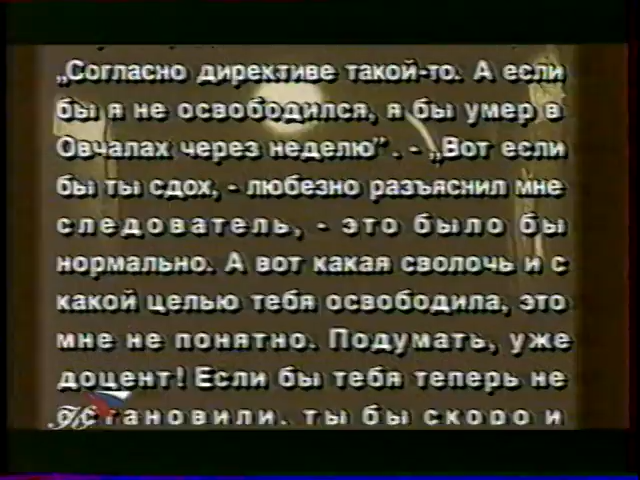 „Согласно директиве такой-то. А если
бы я не освободился, я бы умер в
Овчалах через неделю". - „Вот если
бы ты сдох, - любезно разъяснил мне
следователь, - это было бы
нормально. А вот какая сволочь и с
какой целью тебя освободила, это
мне не понятно. Подумать, уже
доцент! Если бы тебя теперь не
остановили, ты бы скоро и